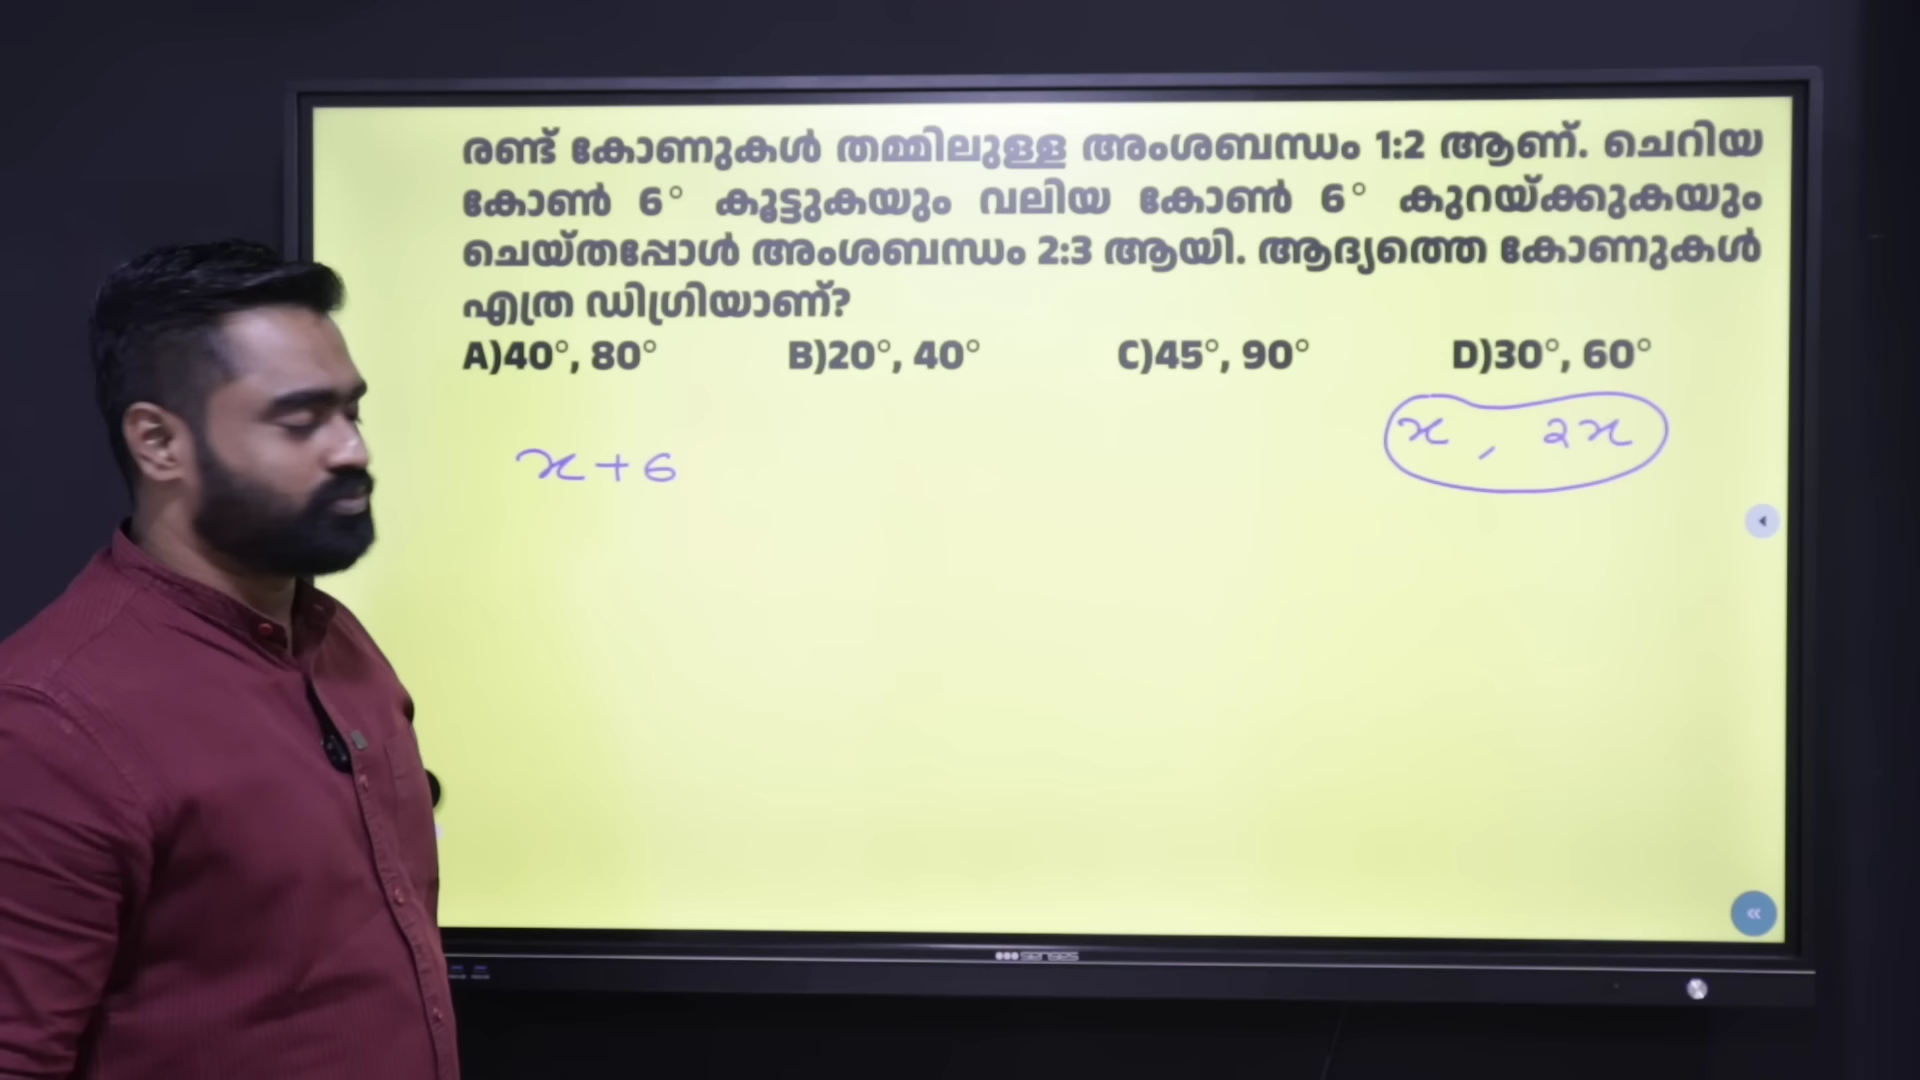 രണ്ട് കോണുകൾ തമ്മിലുള്ള അംശബന്ധം 1:2 ആണ്. ചെറിയ
കോൺ 6° കൂട്ടുകയും വലിയ കോൺ 6° കുറയ്ക്കുകയും
ചെയ്തപ്പോൾ അംശബന്ധം 2:3 ആയി. ആദ്യത്തെ കോണുകൾ
എത്ര ഡിഗ്രിയാണ്?
A)40°, 80° B)20°, 40° C)45°, 90° D)30°, 60°
x , 2x
x+6
senses